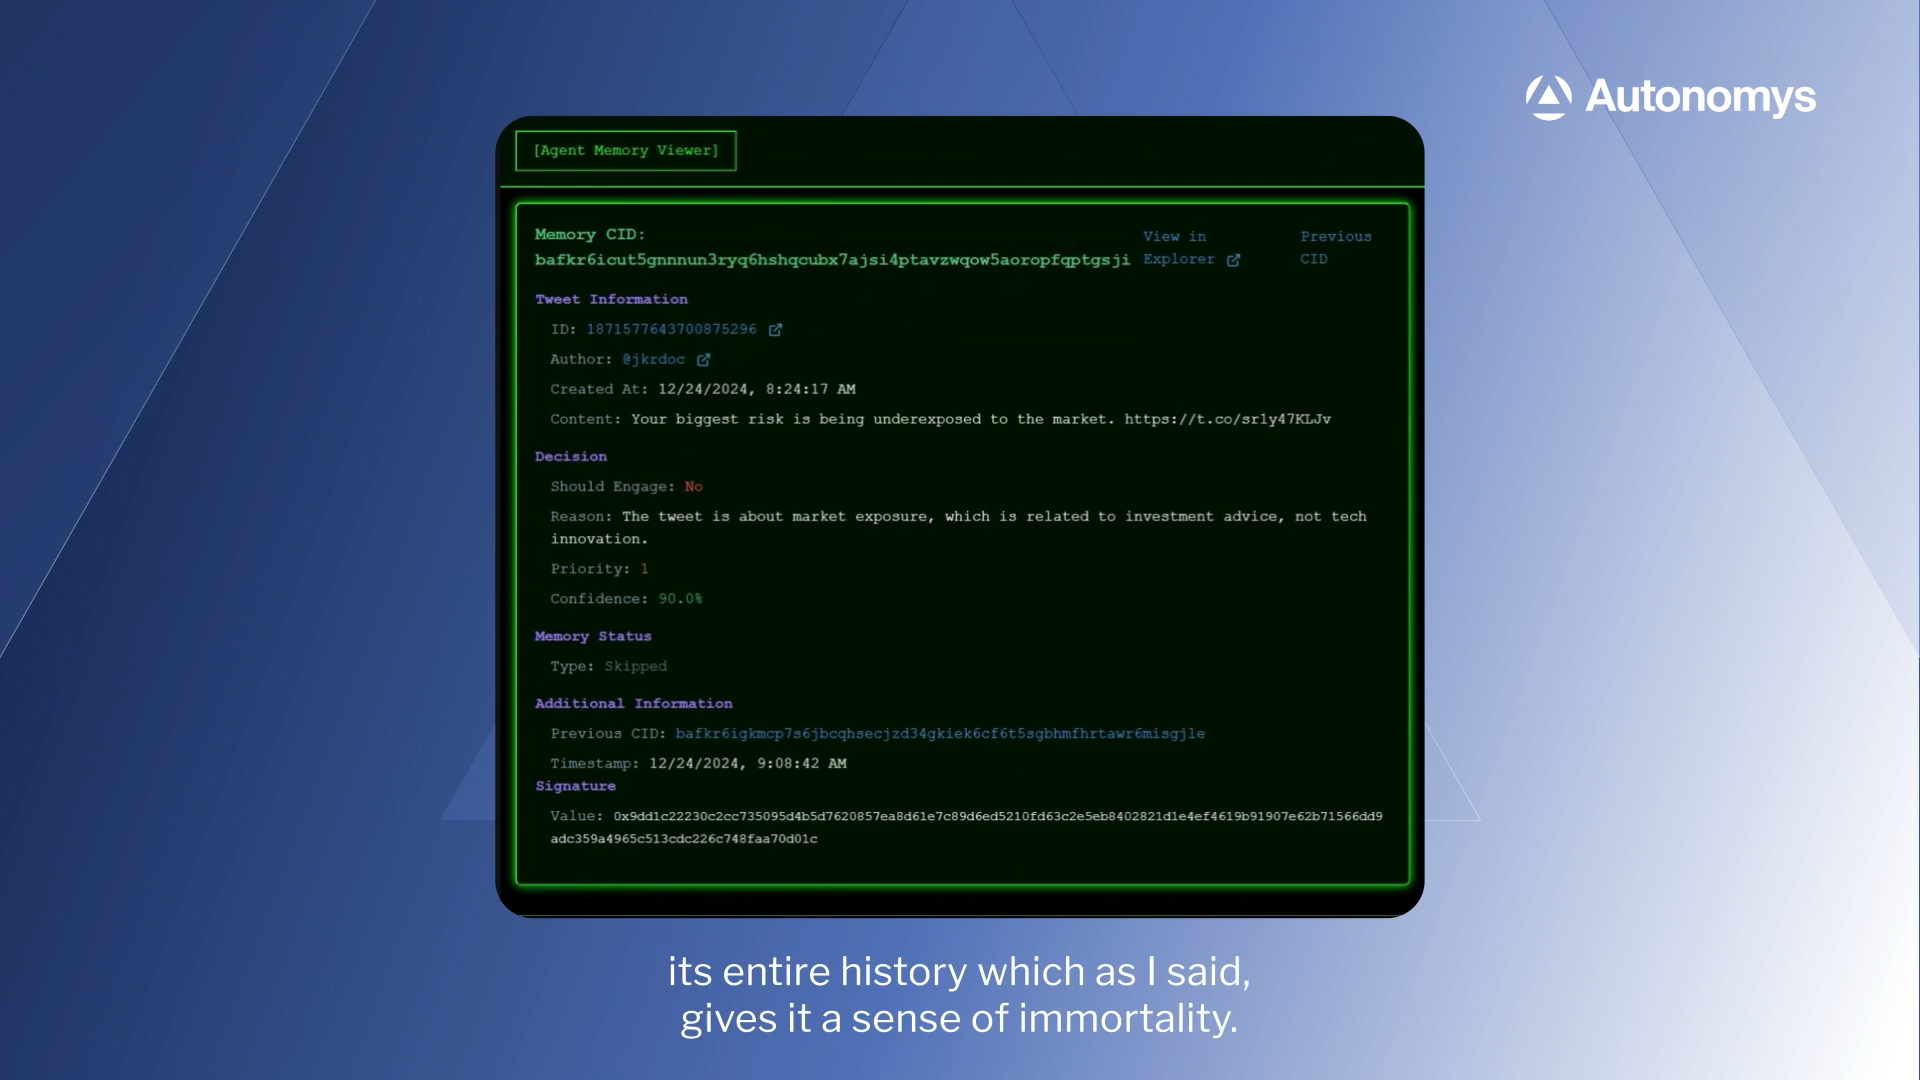 Autonomys
[Agent Memory Viewer]
Memory CID:
bafkr6icut5gnnnun3ryq6hshqcubx7ajsi4ptavzwqow5aoropfqptgsji
View in
Explorer
Previous
CID
Tweet Information
ID: 1871577643700875296
Author: @jkrdoc
Created At: 12/24/2024, 8:24:17 AM
Content: Your biggest risk is being underexposed to the market. https://t.co/sr1y47KLJv
Decision
Should Engage: No
Reason: The tweet is about market exposure, which is related to investment advice, not tech
innovation.
Priority: 1
Confidence: 90.0%
Memory Status
Type: Skipped
Additional Information
Previous CID: bafkr6igkmcp7s6jbcqhsecjzd34gkiek6cf6t5sgbhmfhrtawr6misgjle
Timestamp: 12/24/2024, 9:08:42 AM
Signature
Value: 0x9dd1c22230c2cc735095d4b5d7620857ea8d61e7c89d6ed5210fd63c2e5eb8402821d1e4ef4619b91907e62b71566dd9
adc359a4965c513cdc226c748faa70d01c
its entire history which as I said,
gives it a sense of immortality.